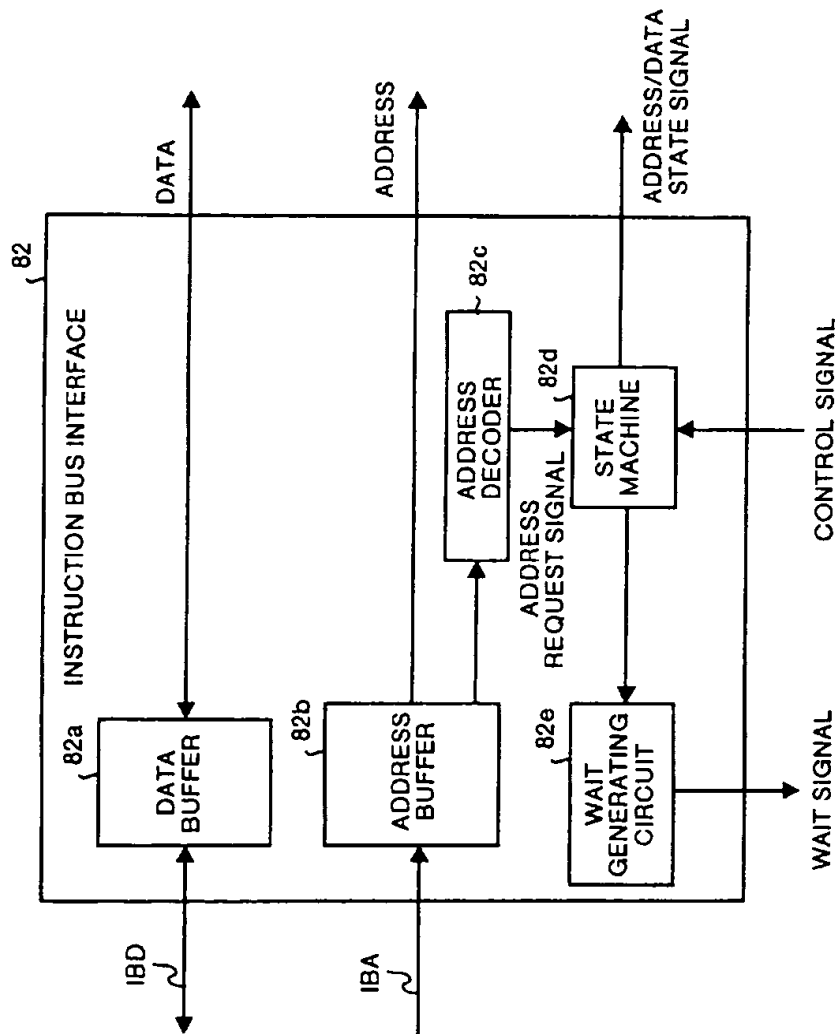 82
INSTRUCTION BUS INTERFACE
IBD
82a
DATA
BUFFER
DATA
IBA
82b
ADDRESS
BUFFER
ADDRESS
82c
ADDRESS
DECODER
ADDRESS
REQUEST SIGNAL
82d
STATE
MACHINE
ADDRESS/DATA
STATE SIGNAL
82e
WAIT
GENERATING
CIRCUIT
WAIT SIGNAL
CONTROL SIGNAL